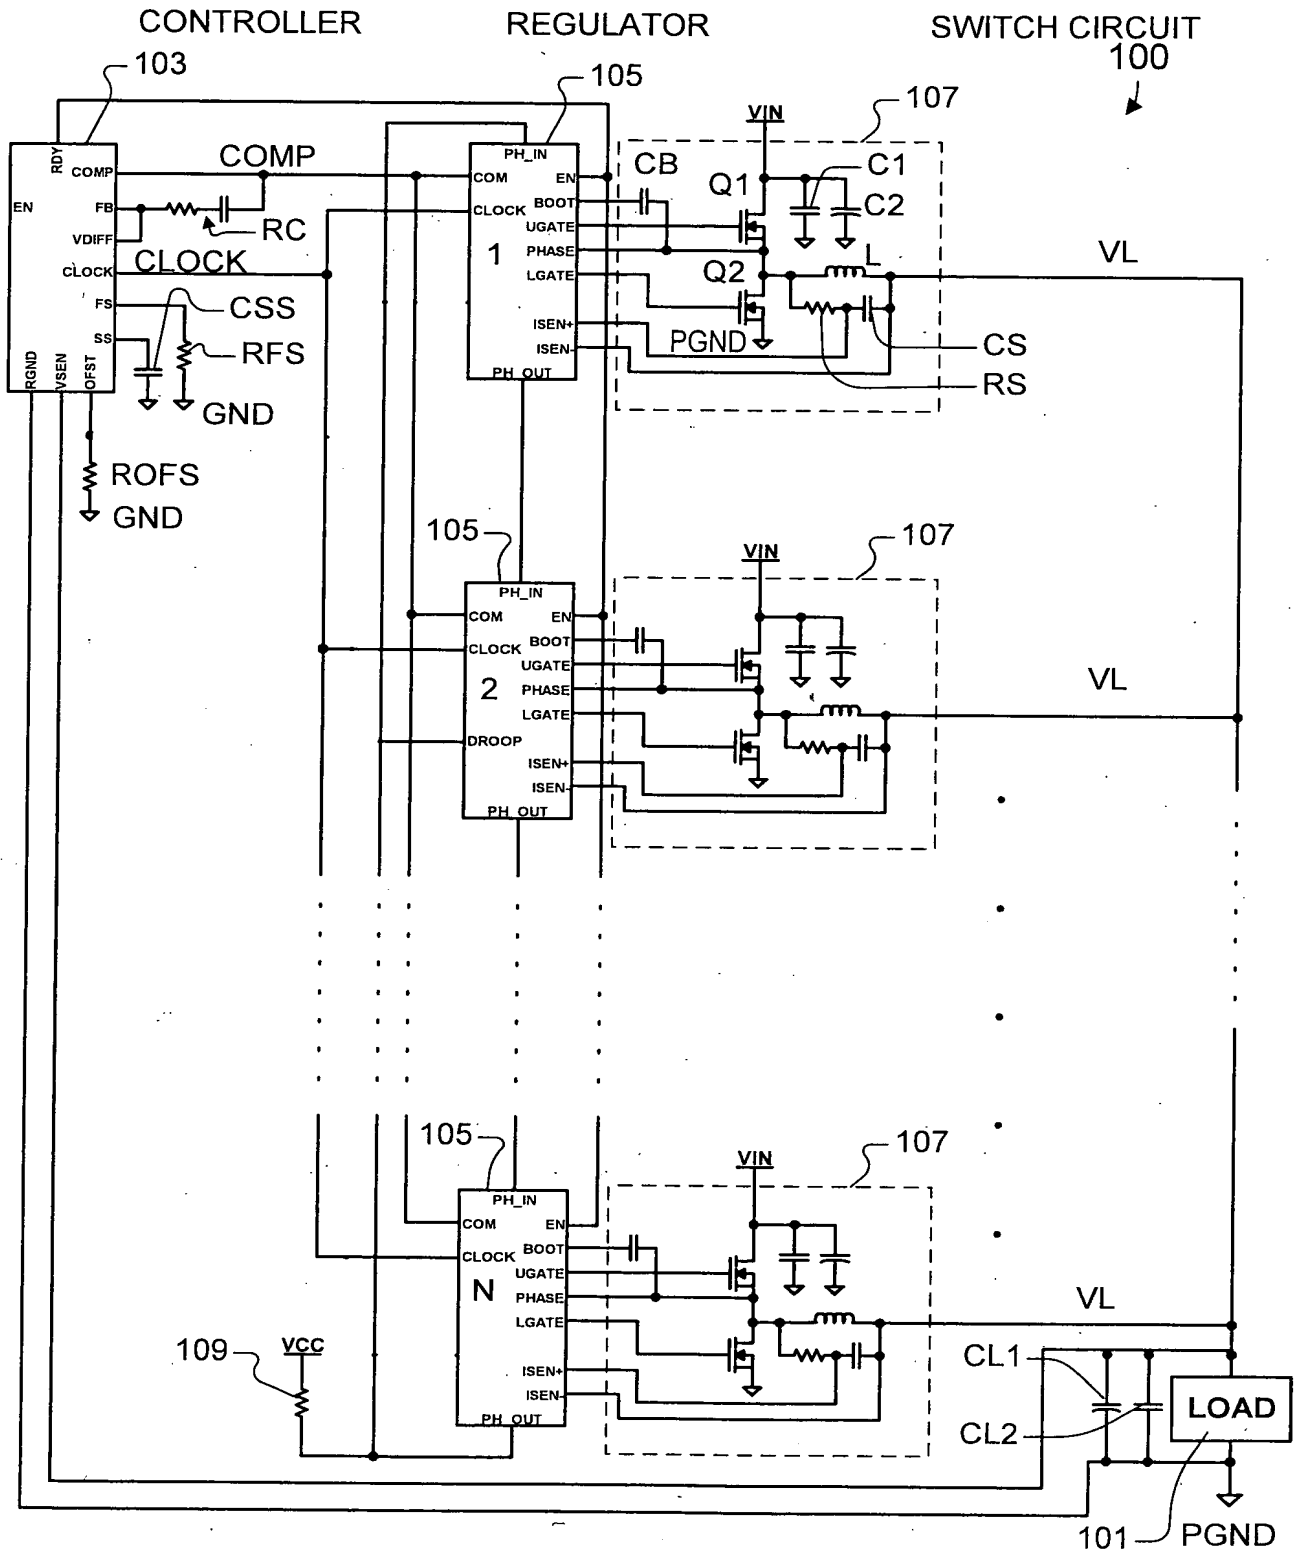 CONTROLLER
REGULATOR
SWITCH CIRCUIT
100
103
105
107
RDY
COMP
EN
FB
VDIFF
CLOCK
FS
SS
RGND
VSEN
OFST
COMP
RC
CLOCK
CSS
RFS
GND
ROFS
GND
PH_IN
COM
CLOCK
1
EN
BOOT
UGATE
PHASE
LGATE
ISEN+
ISEN-
PH_OUT
CB
VIN
Q1
C1
C2
Q2
L
PGND
CS
RS
VL
105
107
PH_IN
COM
CLOCK
2
DROOP
EN
BOOT
UGATE
PHASE
LGATE
ISEN+
ISEN-
PH_OUT
VIN
VL
105
107
PH_IN
COM
CLOCK
N
EN
BOOT
UGATE
PHASE
LGATE
ISEN+
ISEN-
PH_OUT
VIN
VL
109
VCC
CL1
CL2
LOAD
101
PGND